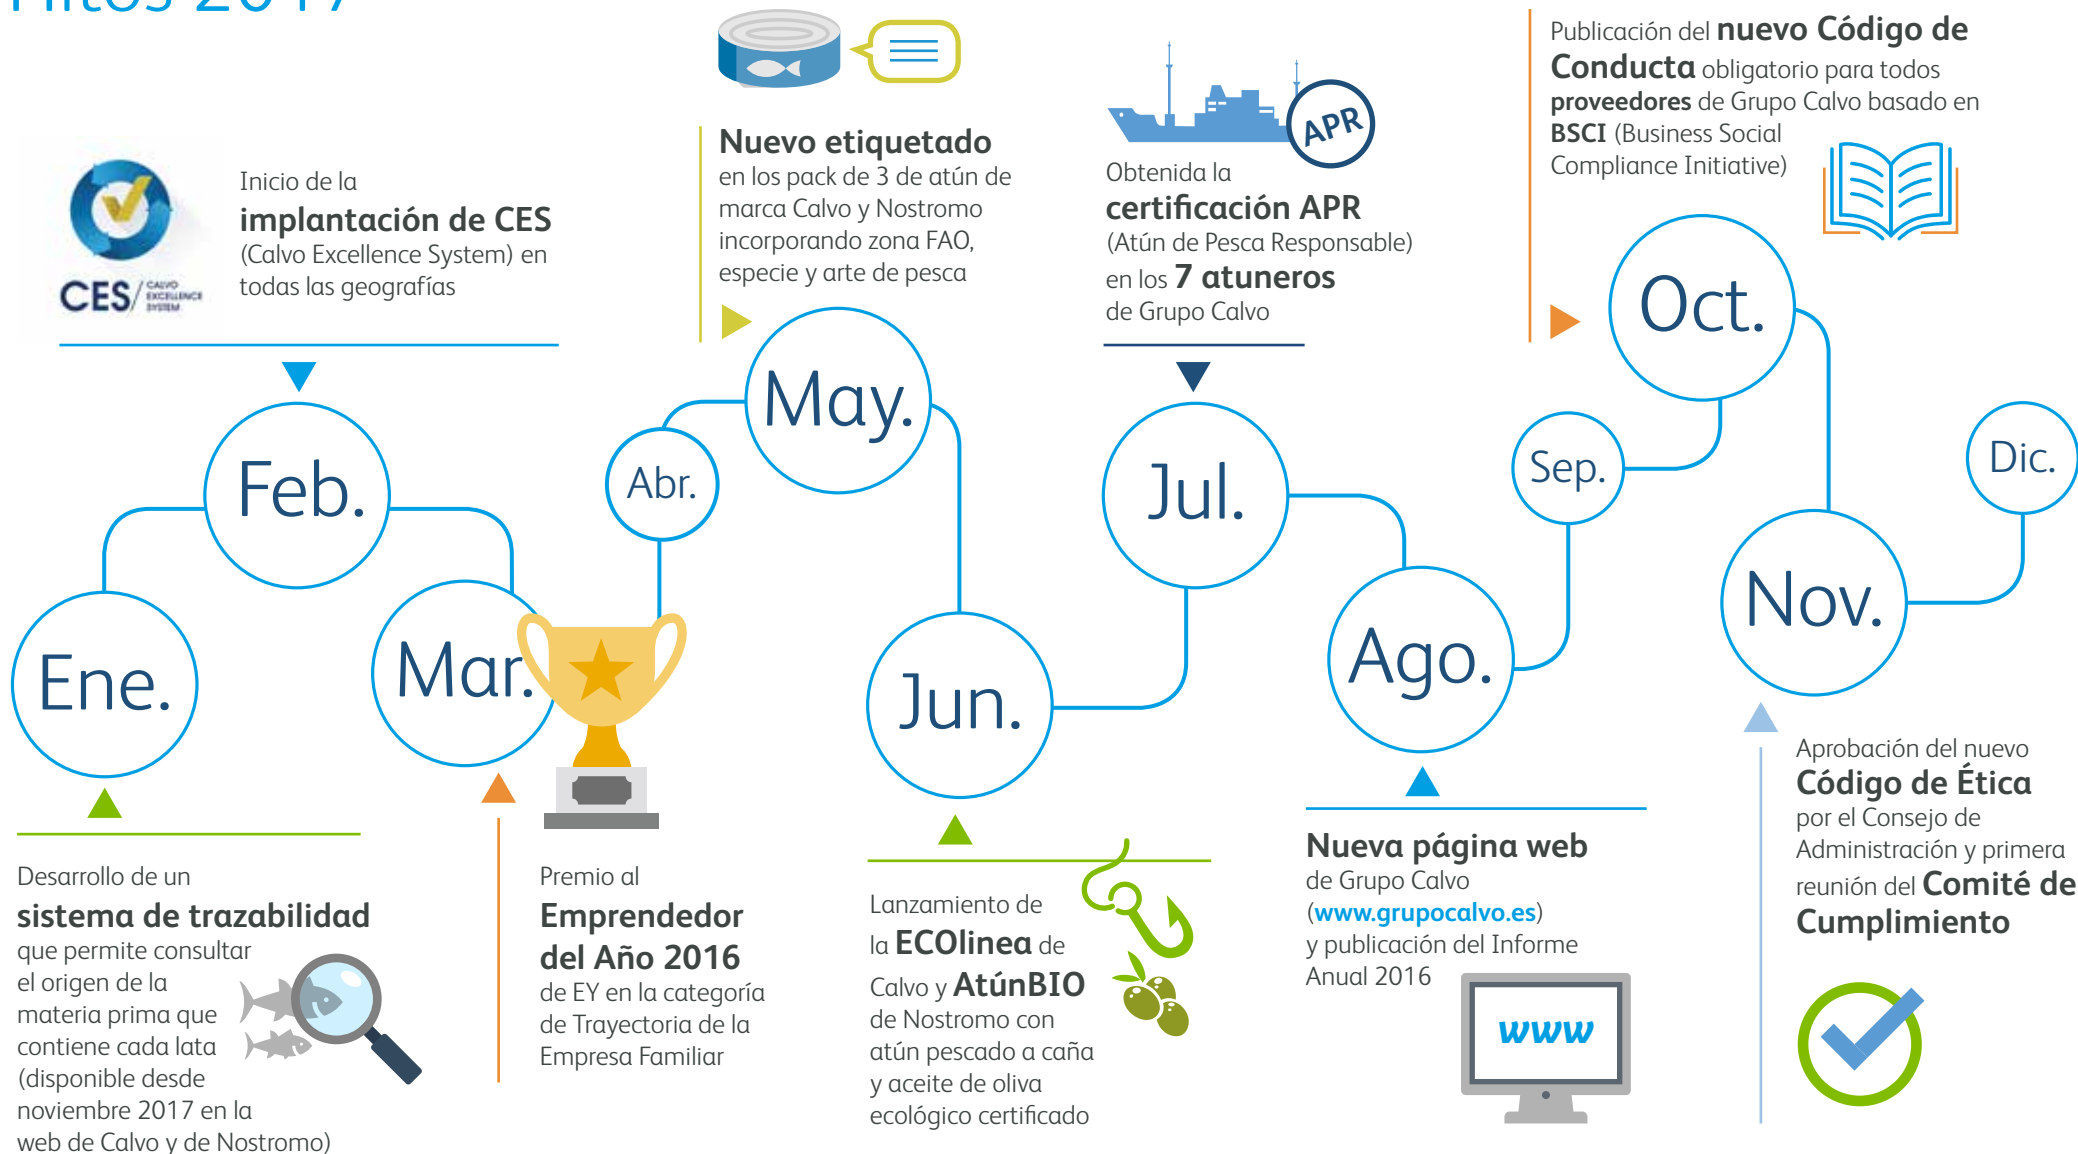 Hitos 2017
CES/ CALVO
EXCELLENCE
SYSTEM
Inicio de la
implantación de CES
(Calvo Excellence System) en
todas las geografías
Nuevo etiquetado
en los pack de 3 de atún de
marca Calvo y Nostromo
incorporando zona FAO,
especie y arte de pesca
APR
Obtenida la
certificación APR
(Atún de Pesca Responsable)
en los 7 atuneros
de Grupo Calvo
Publicación del nuevo Código de
Conducta obligatorio para todos
proveedores de Grupo Calvo basado en
BSCI (Business Social
Compliance Initiative)
Ene.
Feb.
Mar.
Abr.
May.
Jun.
Jul.
Ago.
Sep.
Oct.
Nov.
Dic.
Desarrollo de un
sistema de trazabilidad
que permite consultar
el origen de la
materia prima que
contiene cada lata
(disponible desde
noviembre 2017 en la
web de Calvo y de Nostromo)
Premio al
Emprendedor
del Año 2016
de EY en la categoría
de Trayectoria de la
Empresa Familiar
Lanzamiento de
la ECOlinea de
Calvo y AtúnBIO
de Nostromo con
atún pescado a caña
y aceite de oliva
ecológico certificado
Nueva página web
de Grupo Calvo
(www.grupocalvo.es)
y publicación del Informe
Anual 2016
www
Aprobación del nuevo
Código de Ética
por el Consejo de
Administración y primera
reunión del Comité de
Cumplimiento